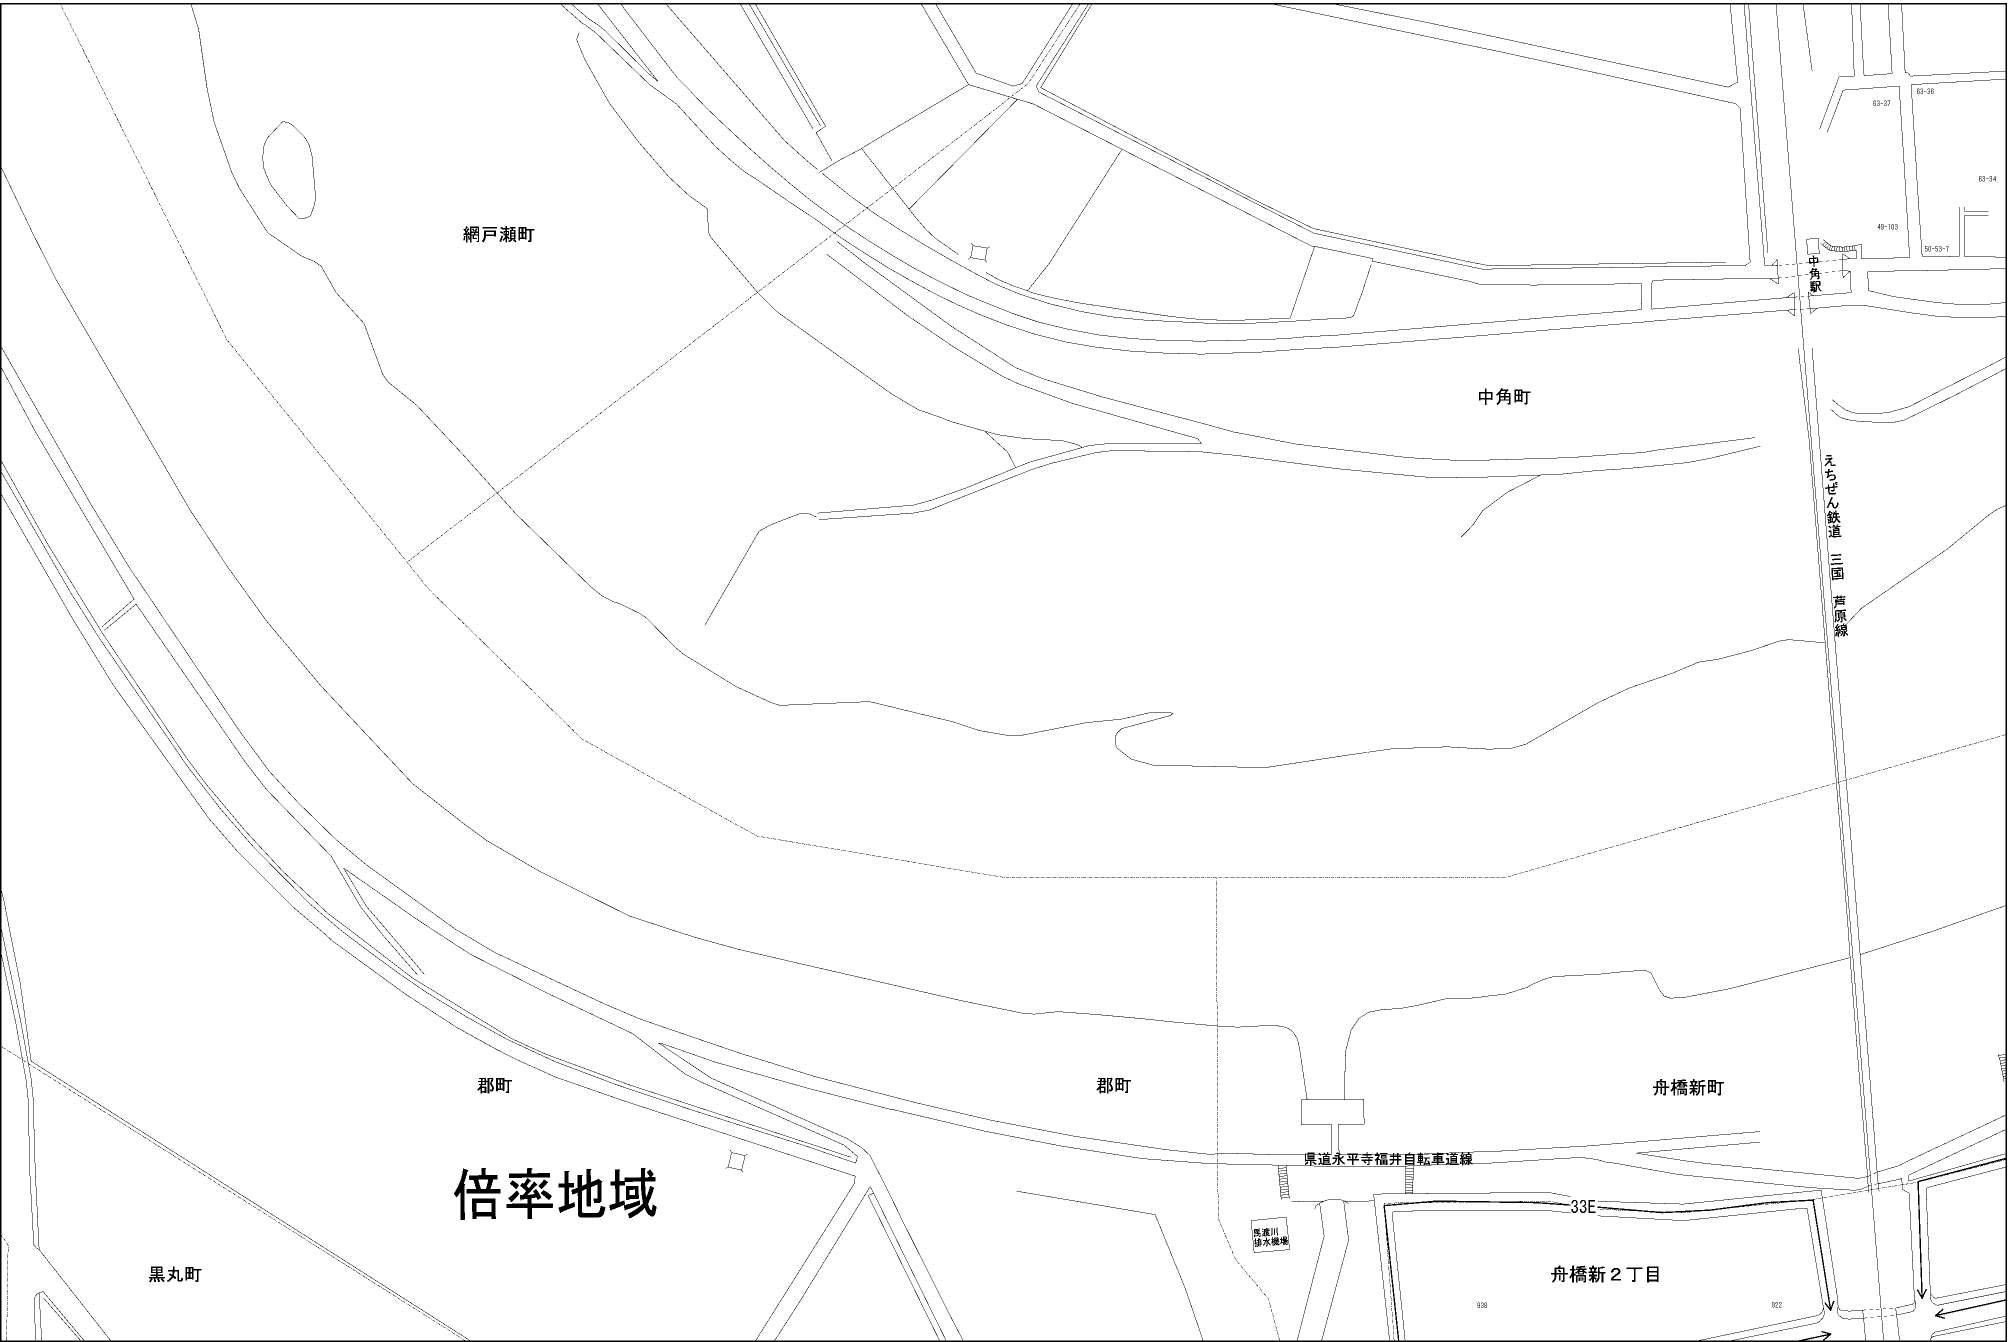 63-37
63-36
63-34
49-103
50-53-7
網戸瀬町
中角駅
中角町
えちぜん鉄道 三国 芦原線
郡町
郡町
舟橋新町
県道永平寺福井自転車道線
倍率地域
33E
馬渡川
排水機場
黒丸町
舟橋新2丁目
938
922